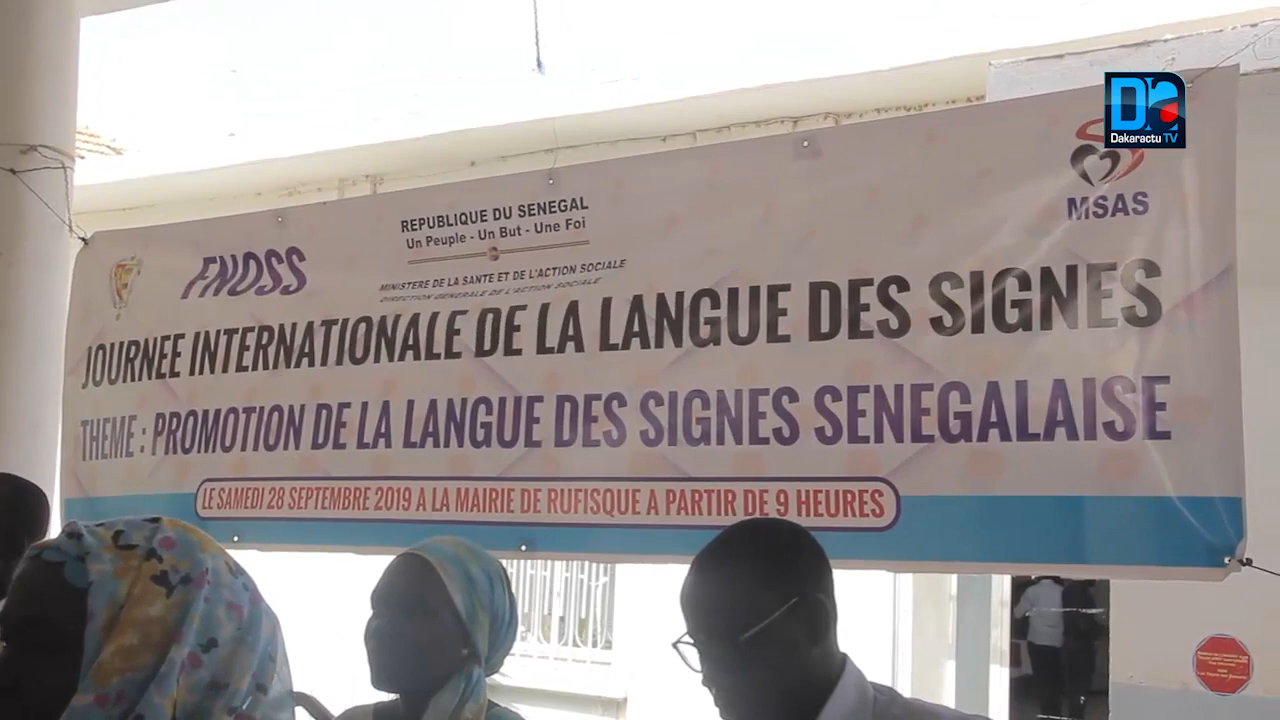 Dakaractu TV
MSAS
FNDSS
REPUBLIQUE DU SENEGAL
Un Peuple - Un But - Une Foi
MINISTERE DE LA SANTE ET DE L'ACTION SOCIALE
DIRECTION GENERALE DE L'ACTION SOCIALE
JOURNEE INTERNATIONALE DE LA LANGUE DES SIGNES
THEME : PROMOTION DE LA LANGUE DES SIGNES SENEGALAISE
LE SAMEDI 28 SEPTEMBRE 2019 A LA MAIRIE DE RUFISQUE A PARTIR DE 9 HEURES